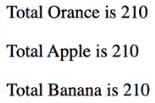 Total Orance is 210
Total Apple is 210
Total Banana is 210